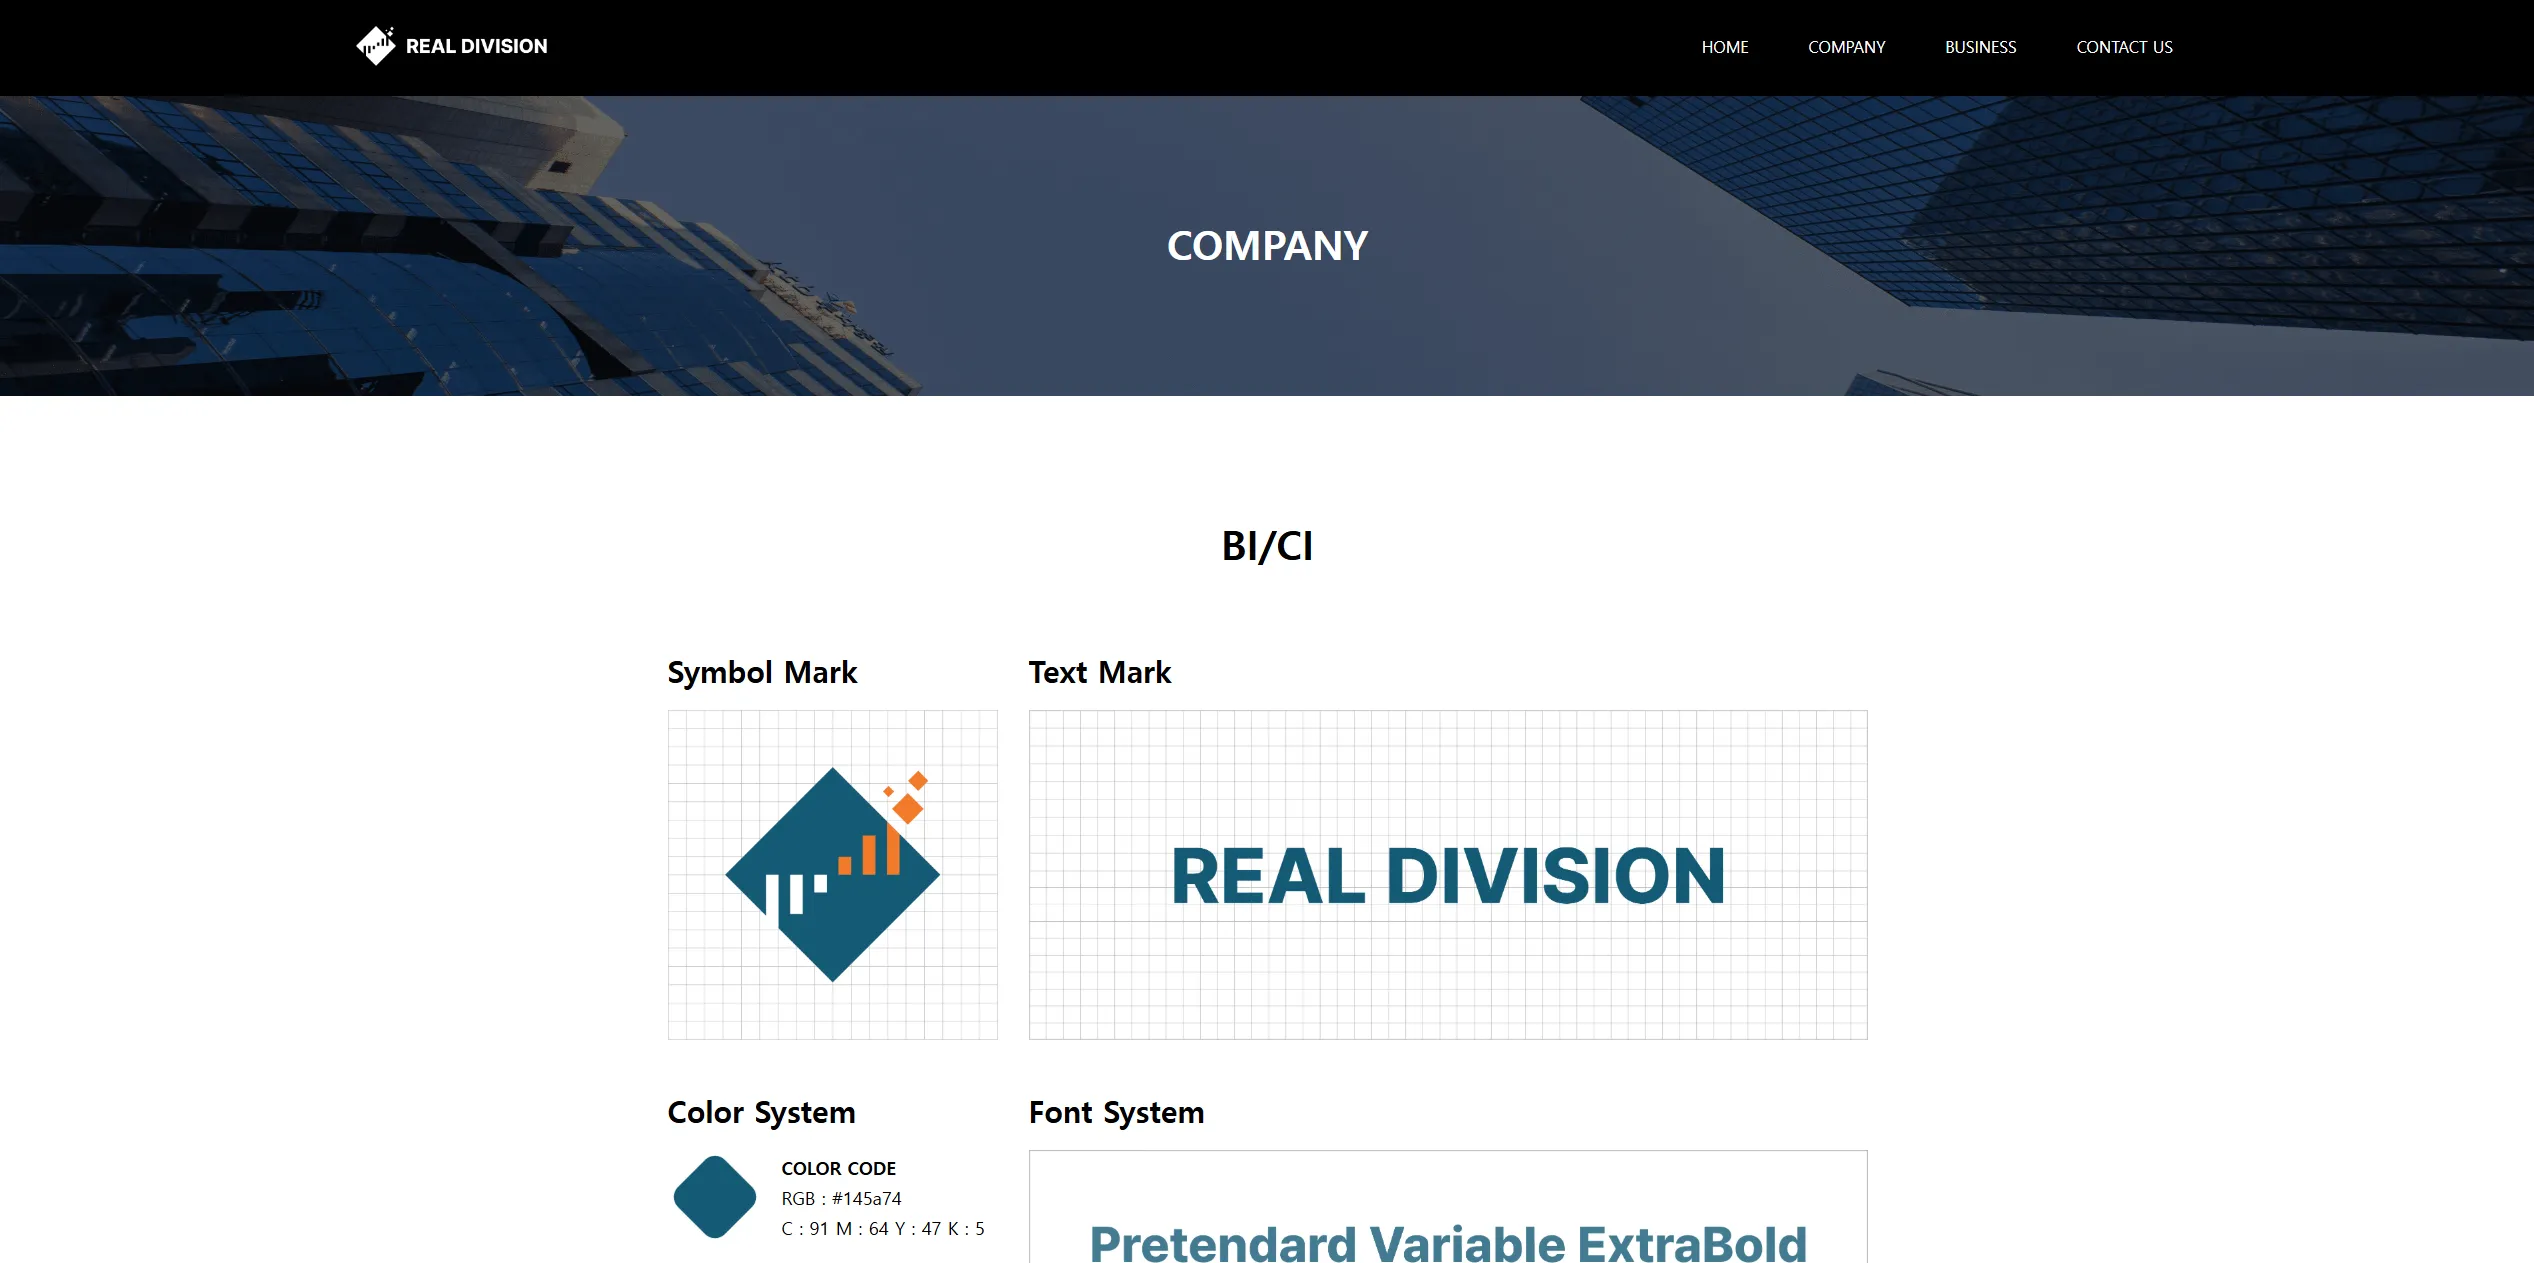 REAL DIVISION
HOME
COMPANY
BUSINESS
CONTACT US
COMPANY
BI/CI
Symbol Mark
Text Mark
REAL DIVISION
Color System
Font System
COLOR CODE
RGB : #145a74
C : 91 M : 64 Y : 47 K : 5
Pretendard Variable ExtraBold